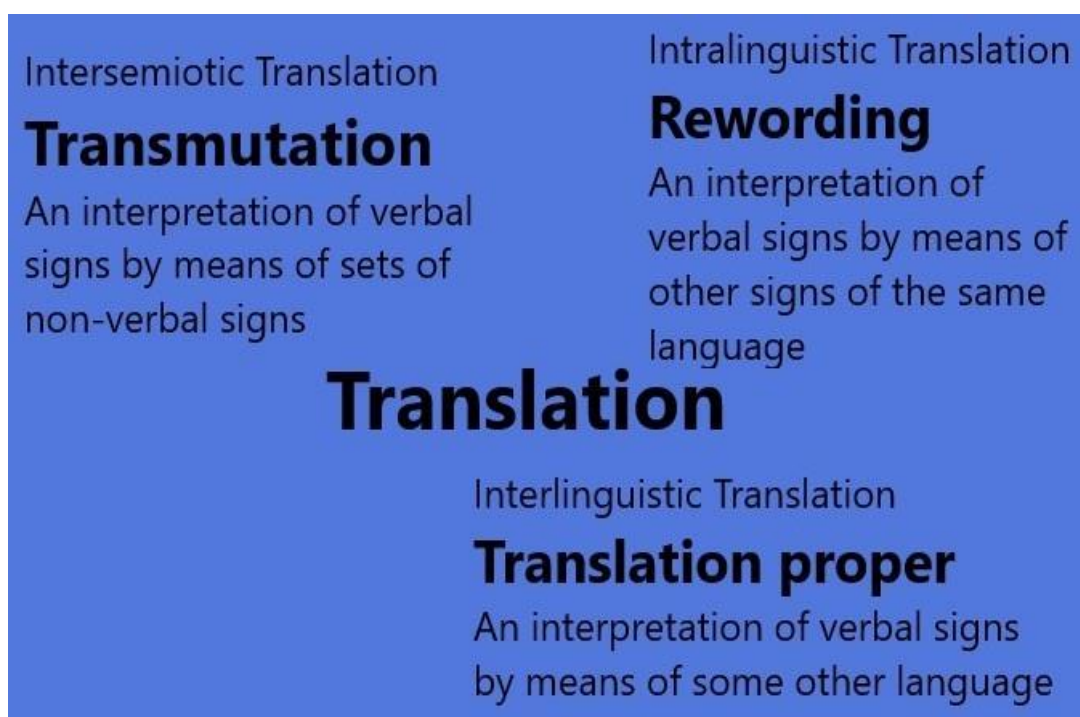 Intersemiotic Translation
Transmutation
An interpretation of verbal
signs by means of sets of
non-verbal signs
Intralinguistic Translation
Rewording
An interpretation of
verbal signs by means of
other signs of the same
language
Translation
Interlinguistic Translation
Translation proper
An interpretation of verbal signs
by means of some other language